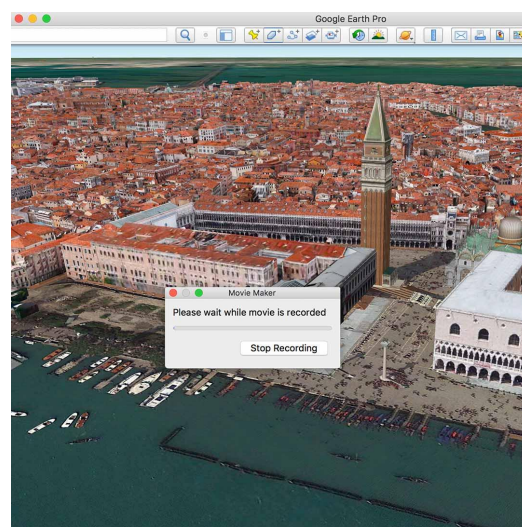 Google Earth Pro
Movie Maker
Please wait while movie is recorded
Stop Recording